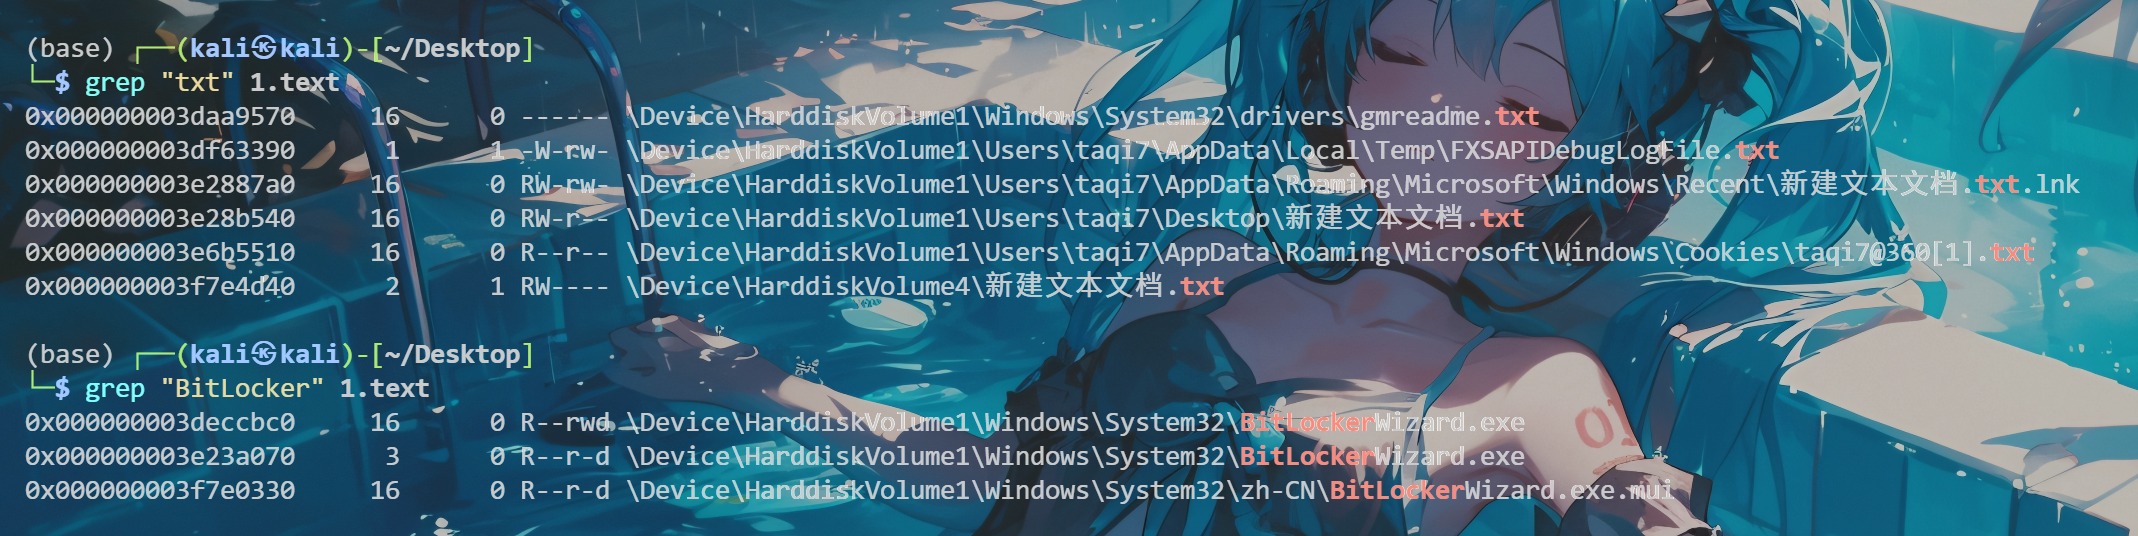 (base) ┌──(kali㉿kali)-[~/Desktop]
└─$ grep "txt" 1.text
0x000000003daa9570     16      0 ------ \Device\HarddiskVolume1\Windows\System32\drivers\gmreadme.txt
0x000000003df63390      1      1 -W-rw- \Device\HarddiskVolume1\Users\taqi7\AppData\Local\Temp\FXSAPIDebugLogFile.txt
0x000000003e2887a0     16      0 RW-rw- \Device\HarddiskVolume1\Users\taqi7\AppData\Roaming\Microsoft\Windows\Recent\新建文本文档.txt.lnk
0x000000003e28b540     16      0 RW-r-- \Device\HarddiskVolume1\Users\taqi7\Desktop\新建文本文档.txt
0x000000003e6b5510     16      0 R--r-- \Device\HarddiskVolume1\Users\taqi7\AppData\Roaming\Microsoft\Windows\Cookies\taqi7@360[1].txt
0x000000003f7e4d40      2      1 RW---- \Device\HarddiskVolume4\新建文本文档.txt
(base) ┌──(kali㉿kali)-[~/Desktop]
└─$ grep "BitLocker" 1.text
0x000000003deccbc0     16      0 R--rwd \Device\HarddiskVolume1\Windows\System32\BitLockerWizard.exe
0x000000003e23a070      3      0 R--r-d \Device\HarddiskVolume1\Windows\System32\BitLockerWizard.exe
0x000000003f7e0330     16      0 R--r-d \Device\HarddiskVolume1\Windows\System32\zh-CN\BitLockerWizard.exe.mui
01